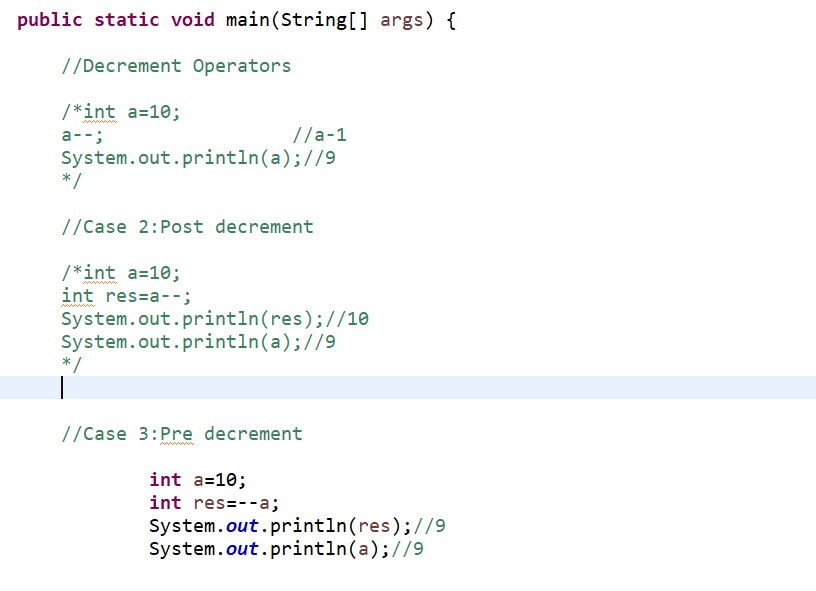 public static void main(String[] args) {
//Decrement Operators
/*int a=10;
a--; //a-1
System.out.println(a);//9
*/
//Case 2:Post decrement
/*int a=10;
int res=a--;
System.out.println(res);//10
System.out.println(a);//9
*/
//Case 3:Pre decrement
int a=10;
int res=--a;
System.out.println(res);//9
System.out.println(a);//9